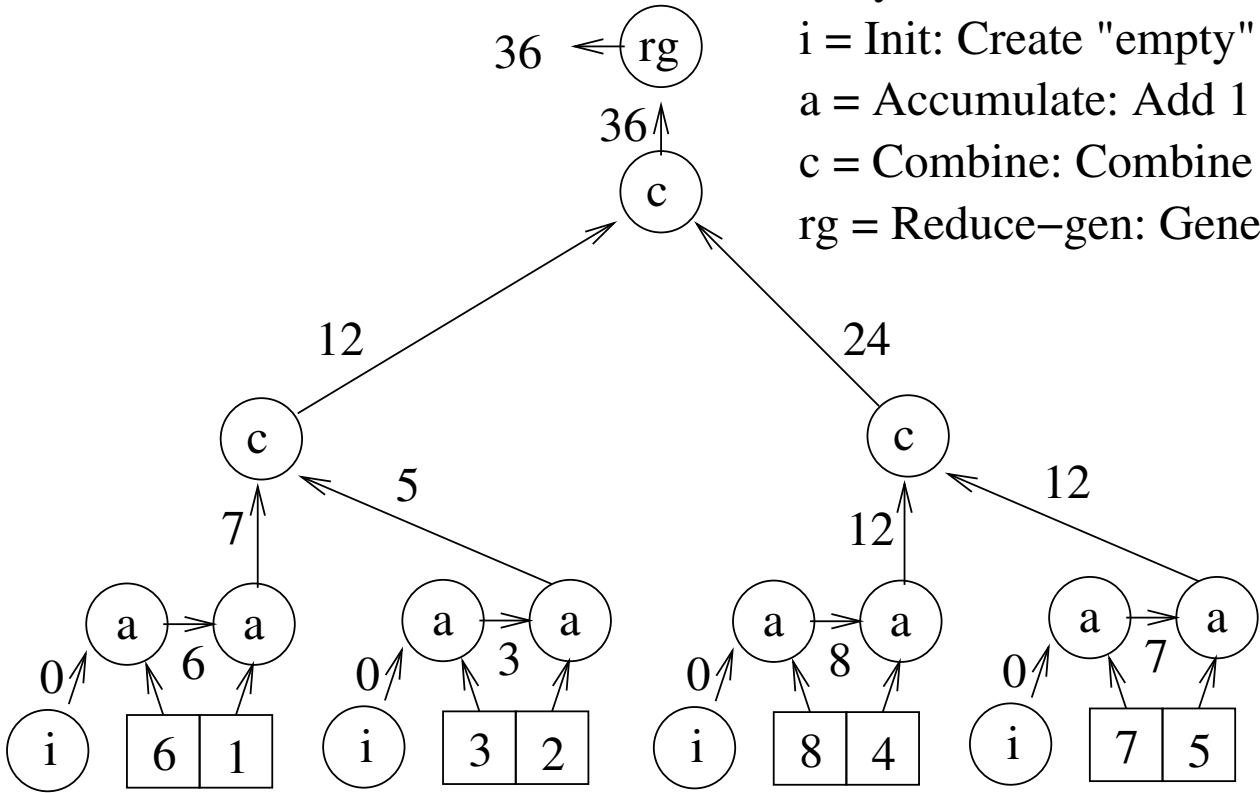 i = Init: Create "empty"
36 rg
a = Accumulate: Add 1
36
c = Combine: Combine
c
rg = Reduce−gen: Gene
12 24
c c
5 12
7 12
a a a a a a a a
0 6 0 3 0 8 0 7
i 6 1 i 3 2 i 8 4 i 7 5